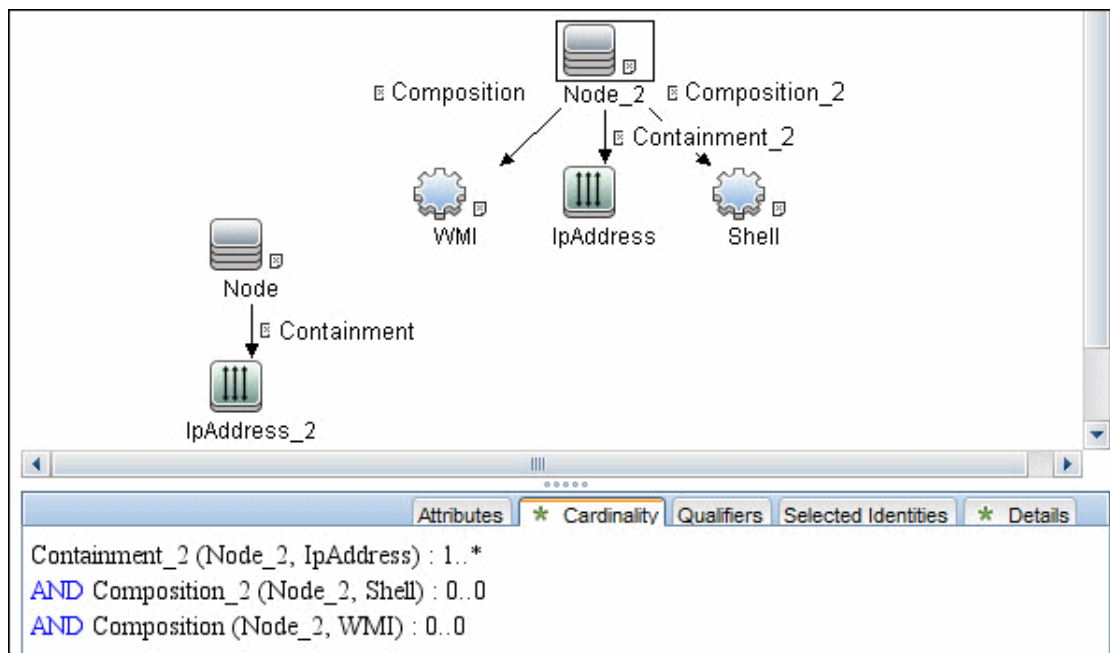 Composition
Node_2
Composition_2
Containment_2
WMI
IpAddress
Shell
Node
Containment
IpAddress_2
Attributes * Cardinality Qualifiers Selected Identities * Details
Containment_2 (Node_2, IpAddress) : 1..*
AND Composition_2 (Node_2, Shell) : 0..0
AND Composition (Node_2, WMI) : 0..0